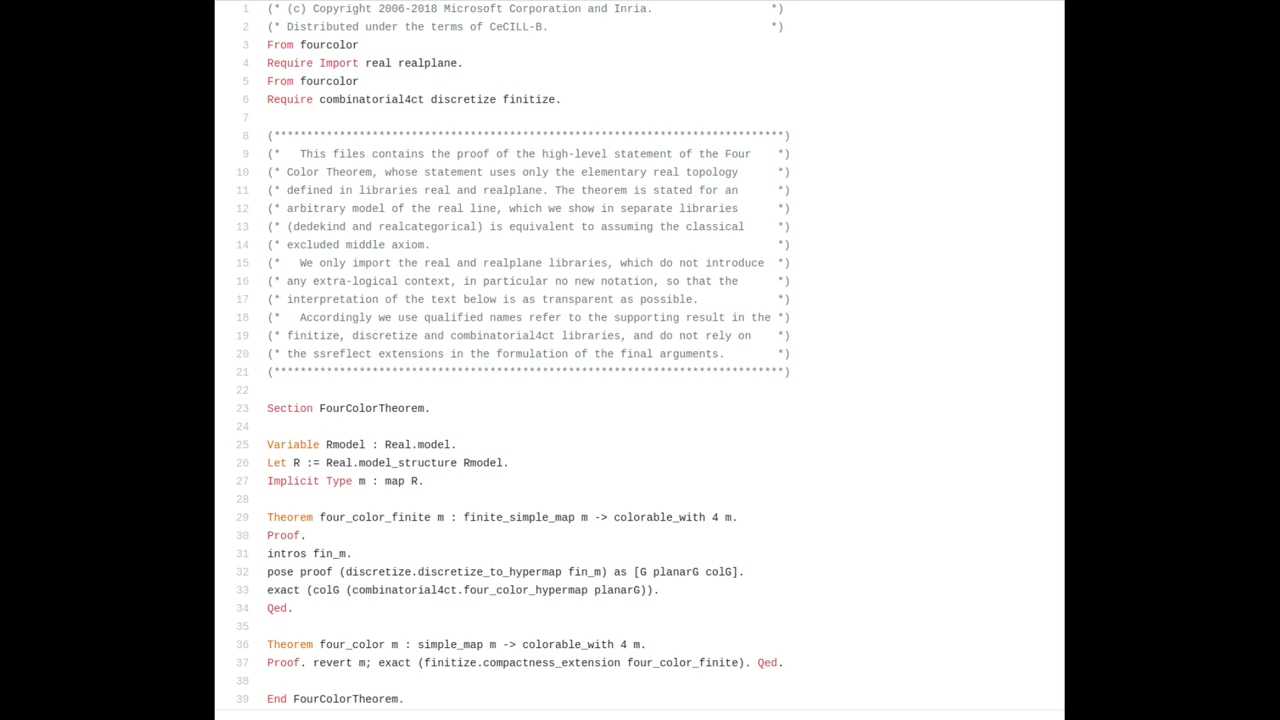 1 (* (c) Copyright 2006-2018 Microsoft Corporation and Inria.                  *)
2 (* Distributed under the terms of CeCILL-B.                                  *)
3 From fourcolor
4 Require Import real realplane.
5 From fourcolor
6 Require combinatorial4ct discretize finitize.
7
8 (******************************************************************************)
9 (*   This files contains the proof of the high-level statement of the Four    *)
10 (* Color Theorem, whose statement uses only the elementary real topology      *)
11 (* defined in libraries real and realplane. The theorem is stated for an      *)
12 (* arbitrary model of the real line, which we show in separate libraries      *)
13 (* (dedekind and realcategorical) is equivalent to assuming the classical     *)
14 (* excluded middle axiom.                                                     *)
15 (*   We only import the real and realplane libraries, which do not introduce  *)
16 (* any extra-logical context, in particular no new notation, so that the      *)
17 (* interpretation of the text below is as transparent as possible.            *)
18 (*   Accordingly we use qualified names refer to the supporting result in the *)
19 (* finitize, discretize and combinatorial4ct libraries, and do not rely on    *)
20 (* the ssreflect extensions in the formulation of the final arguments.        *)
21 (******************************************************************************)
22
23 Section FourColorTheorem.
24
25 Variable Rmodel : Real.model.
26 Let R := Real.model_structure Rmodel.
27 Implicit Type m : map R.
28
29 Theorem four_color_finite m : finite_simple_map m -> colorable_with 4 m.
30 Proof.
31 intros fin_m.
32 pose proof (discretize.discretize_to_hypermap fin_m) as [G planarG colG].
33 exact (colG (combinatorial4ct.four_color_hypermap planarG)).
34 Qed.
35
36 Theorem four_color m : simple_map m -> colorable_with 4 m.
37 Proof. revert m; exact (finitize.compactness_extension four_color_finite). Qed.
38
39 End FourColorTheorem.